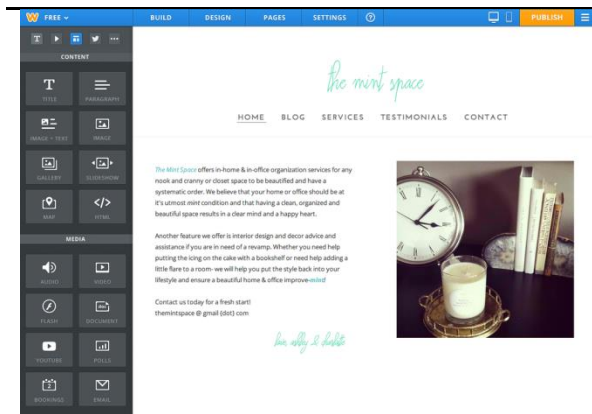 FREE
BUILD DESIGN PAGES SETTINGS ?
PUBLISH
CONTENT
TITLE PARAGRAPH
IMAGE + TEXT IMAGE
GALLERY SLIDESHOW
MAP HTML
MEDIA
AUDIO VIDEO
FLASH DOCUMENT
YOUTUBE POLLS
BOOKINGS EMAIL
the mint space
HOME BLOG SERVICES TESTIMONIALS CONTACT
The Mint Space offers in-home & in-office organization services for any
nook and cranny or closet space to be beautified and have a
systematic order. We believe that your home or office should be at
it's utmost mint condition and that having a clean, organized and
beautiful space results in a clear mind and a happy heart.
Another feature we offer is interior design and decor advice and
assistance if you are in need of a revamp. Whether you need help
putting the icing on the cake with a bookshelf or need help adding a
little flare to a room- we will help you put the style back into your
lifestyle and ensure a beautiful home & office improve-mind
Contact us today for a fresh start!
themintspace @ gmail {dot} com
love, ashley &